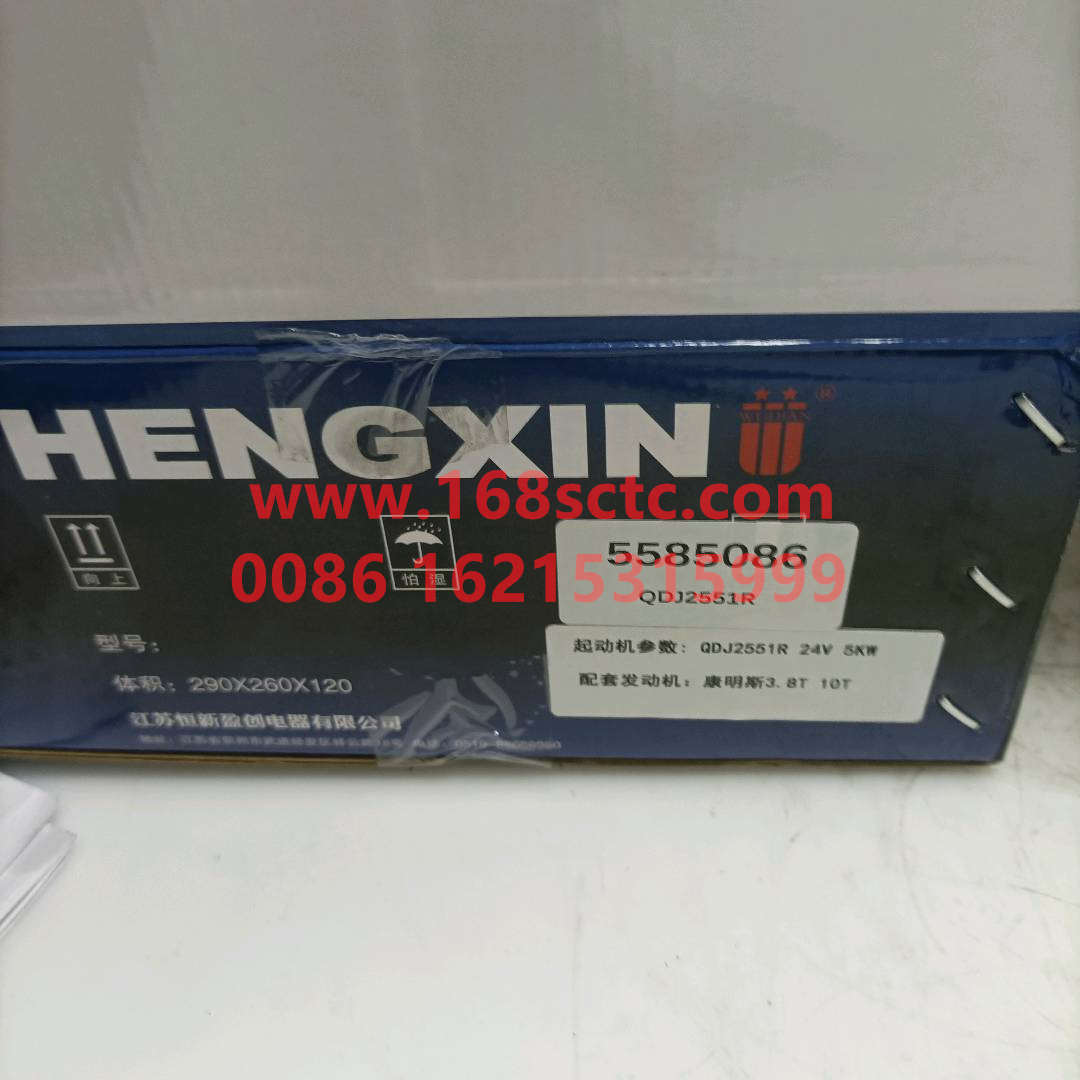 HENGXIN
WEIDIAN
®
www.168sctc.com
5585086
0086 16215315999
向上
怕湿
QDJ2551R
型号:
起动机参数: QDJ2551R 24V 5KW
体积: 290X260X120
配套发动机: 康明斯3.8T 10T
江苏恒新盈创电器有限公司